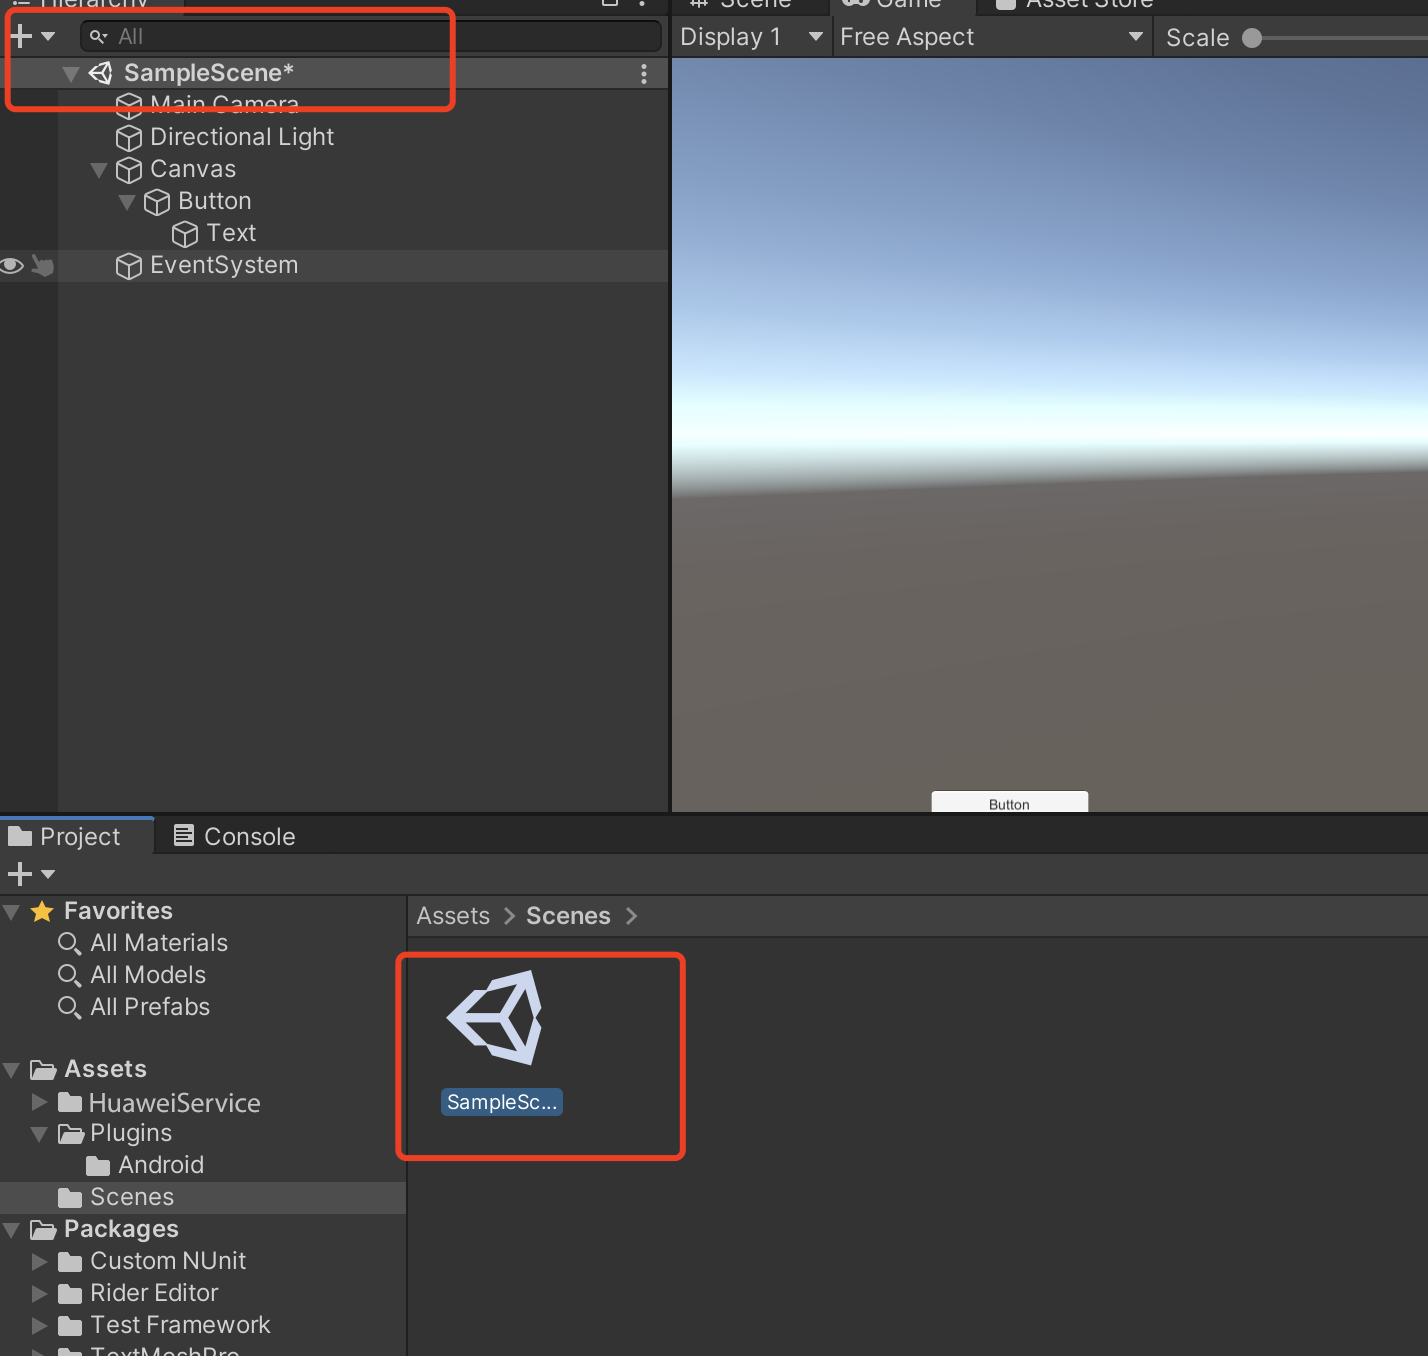 Hierarchy
All
SampleScene*
Main Camera
Directional Light
Canvas
Button
Text
EventSystem
Scene
Game
Asset Store
Display 1
Free Aspect
Scale
Button
Project
Console
Favorites
All Materials
All Models
All Prefabs
Assets
HuaweiService
Plugins
Android
Scenes
Packages
Custom NUnit
Rider Editor
Test Framework
TextMeshPro
Assets > Scenes >
SampleSc...